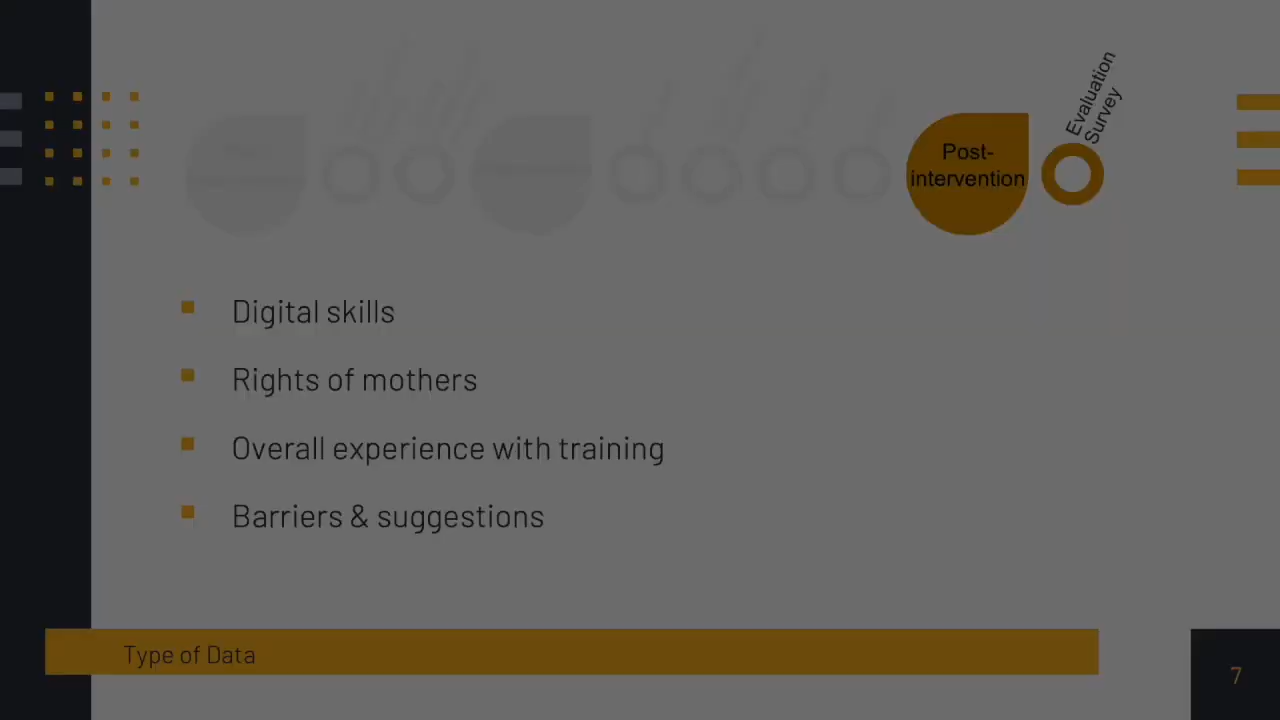 Evaluation
Survey
Post-
intervention
Digital skills
Rights of mothers
Overall experience with training
Barriers & suggestions
Type of Data
7